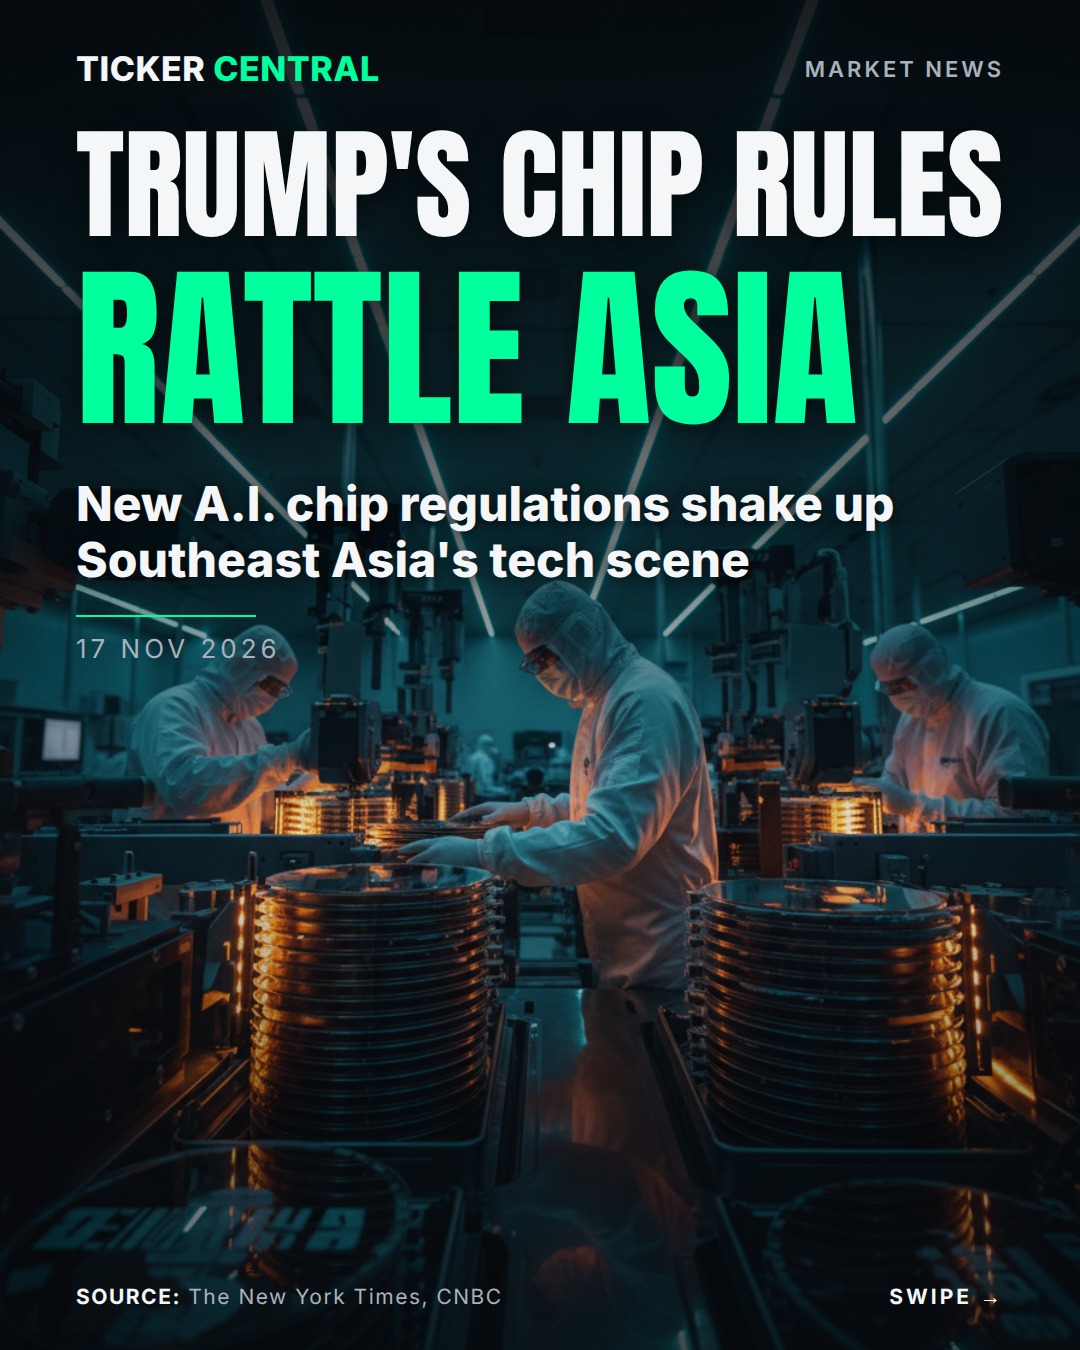 TICKER CENTRAL
MARKET NEWS
TRUMP'S CHIP RULES
RATTLE ASIA
New A.I. chip regulations shake up
Southeast Asia's tech scene
17 NOV 2026
SOURCE: The New York Times, CNBC
SWIPE →